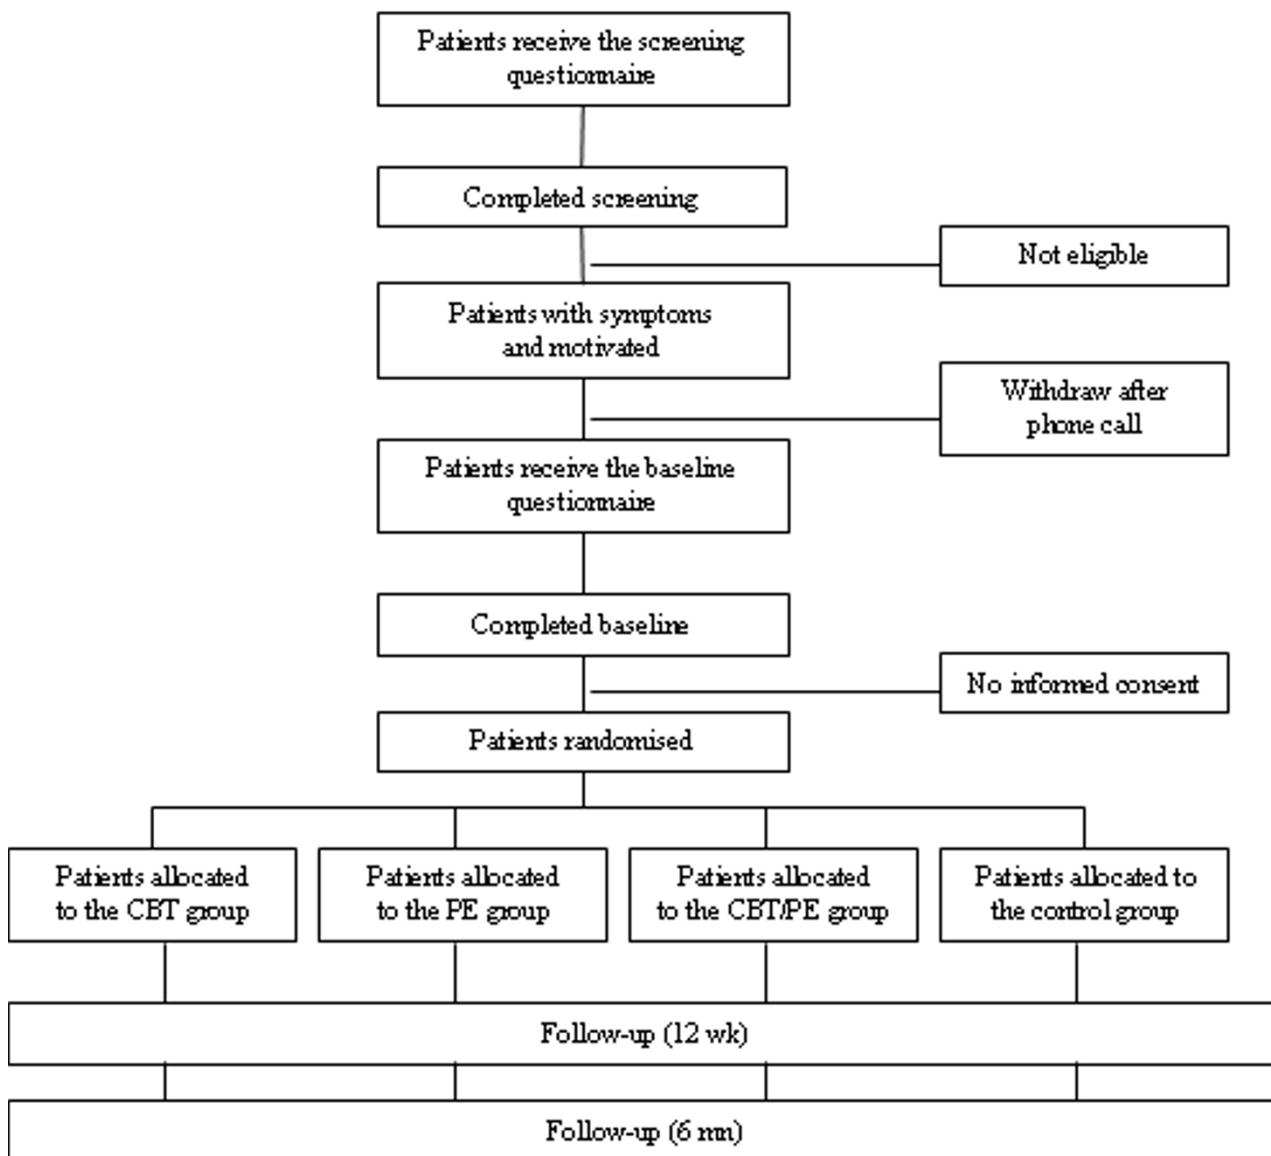 Patients receive the screening
questionnaire
Completed screening
Not eligible
Patients with symptoms
and motivated
Withdraw after
phone call
Patients receive the baseline
questionnaire
Completed baseline
No informed consent
Patients randomised
Patients allocated
to the CBT group
Patients allocated
to the PE group
Patients allocated
to the CBT/PE group
Patients allocated to
the control group
Follow-up (12 wk)
Follow-up (6 mn)